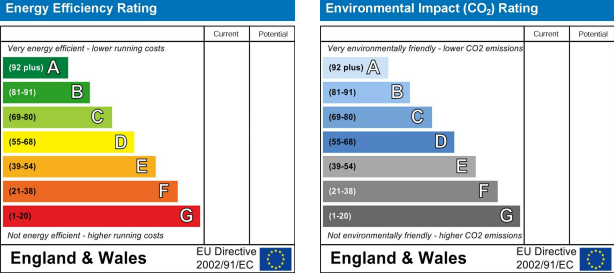 Energy Efficiency Rating
Current Potential
Very energy efficient - lower running costs
(92 plus) A
(81-91) B
(69-80) C
(55-68) D
(39-54) E
(21-38) F
(1-20) G
Not energy efficient - higher running costs
England & Wales
EU Directive
2002/91/EC
Environmental Impact (CO₂) Rating
Current Potential
Very environmentally friendly - lower CO2 emissions
(92 plus) A
(81-91) B
(69-80) C
(55-68) D
(39-54) E
(21-38) F
(1-20) G
Not environmentally friendly - higher CO2 emissions
England & Wales
EU Directive
2002/91/EC